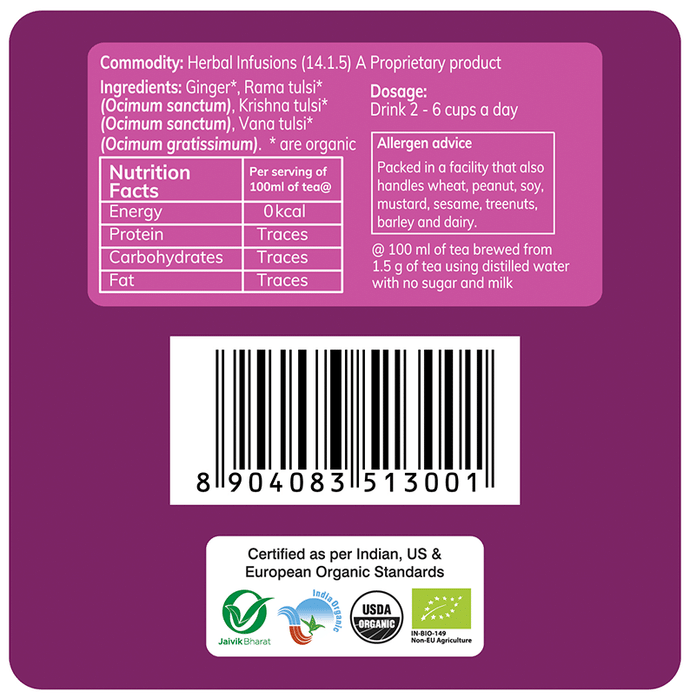 Commodity: Herbal Infusions (14.1.5) A Proprietary product
Ingredients: Ginger*, Rama tulsi*
(Ocimum sanctum), Krishna tulsi*
(Ocimum sanctum), Vana tulsi*
(Ocimum gratissimum). * are organic
Dosage:
Drink 2 - 6 cups a day
Allergen advice
Packed in a facility that also
handles wheat, peanut, soy,
mustard, sesame, treenuts,
barley and dairy.
Nutrition Facts Per serving of 100ml of tea@
Energy 0 kcal
Protein Traces
Carbohydrates Traces
Fat Traces
@ 100 ml of tea brewed from
1.5 g of tea using distilled water
with no sugar and milk
8 904083 513001
Certified as per Indian, US &
European Organic Standards
Jaivik Bharat
India Organic
USDA
ORGANIC
IN-BIO-149
Non-EU Agriculture